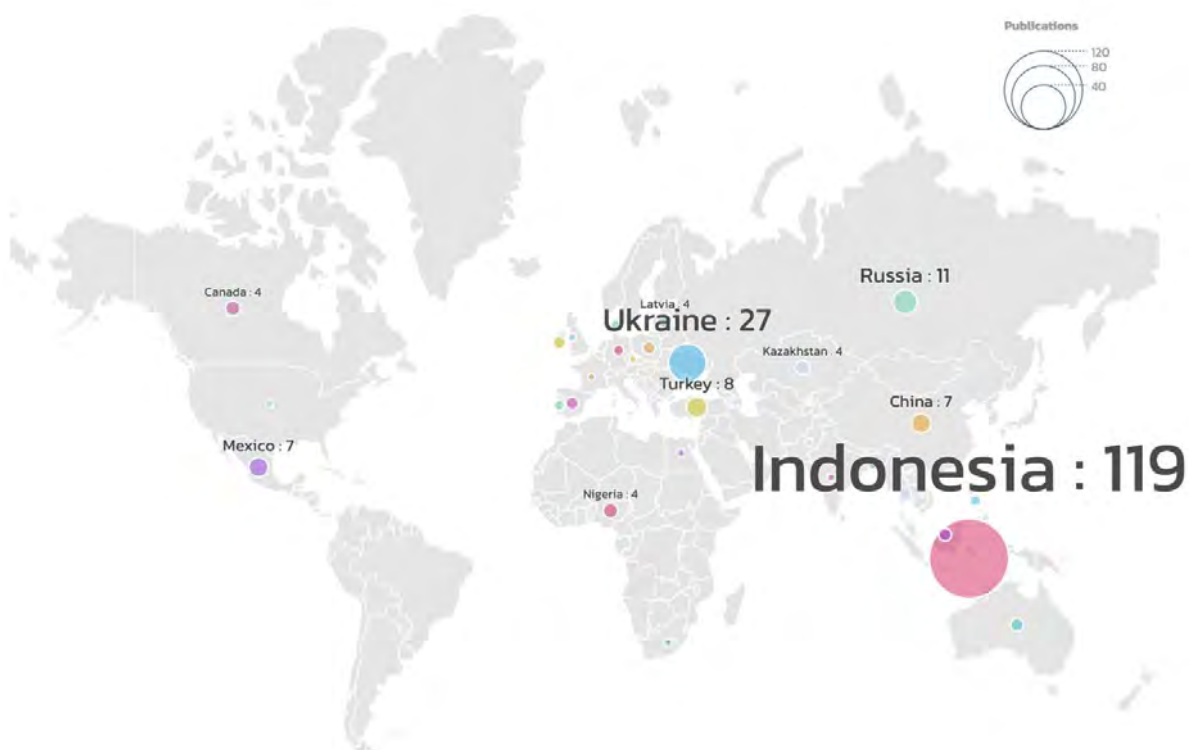 Publications
120
80
40
Russia : 11
Canada : 4
Latvia : 4
Ukraine : 27
Kazakhstan : 4
Turkey : 8
China : 7
Mexico : 7
Indonesia : 119
Nigeria : 4